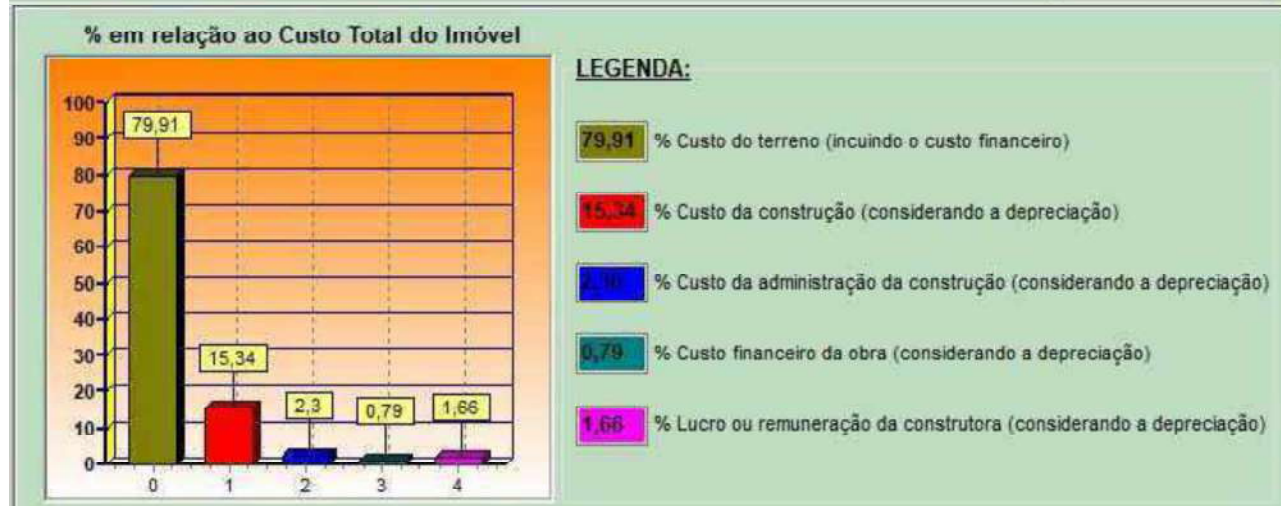 % em relação ao Custo Total do Imóvel
100
90
80
70
60
50
40
30
20
10
0
79,91
15,34
2,3
0,79
1,66
0 1 2 3 4
LEGENDA:
79,91 % Custo do terreno (incuindo o custo financeiro)
15,34 % Custo da construção (considerando a depreciação)
2,30 % Custo da administração da construção (considerando a depreciação)
0,79 % Custo financeiro da obra (considerando a depreciação)
1,66 % Lucro ou remuneração da construtora (considerando a depreciação)